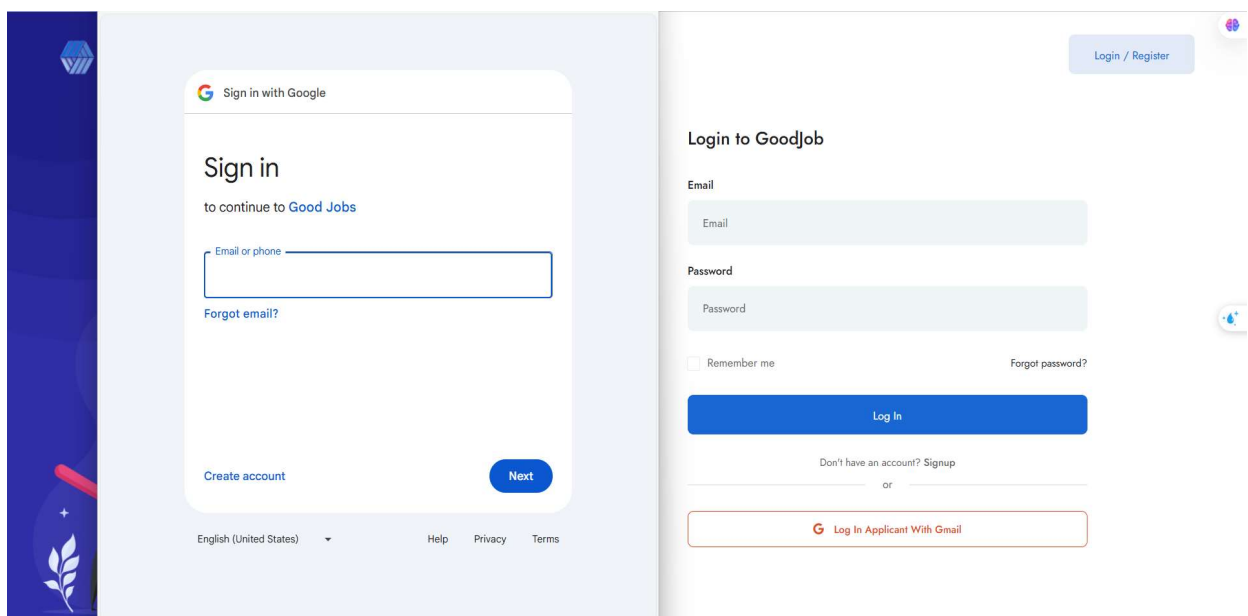 Sign in with Google
Sign in
to continue to Good Jobs
Email or phone
Forgot email?
Create account
Next
English (United States)
Help Privacy Terms
Login / Register
Login to GoodJob
Email
Email
Password
Password
Remember me
Forgot password?
Log In
Don't have an account? Signup
or
Log In Applicant With Gmail